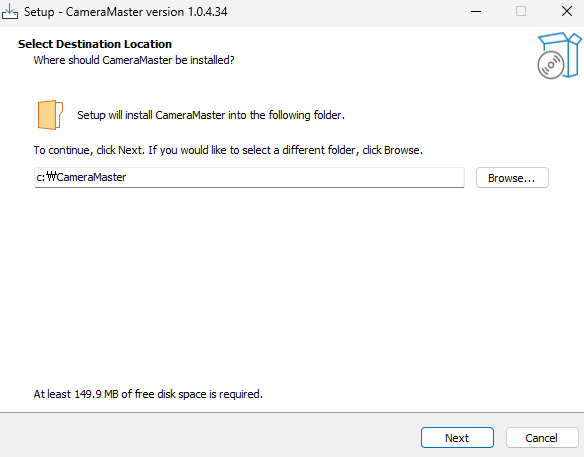 Setup - CameraMaster version 1.0.4.34
Select Destination Location
Where should CameraMaster be installed?
Setup will install CameraMaster into the following folder.
To continue, click Next. If you would like to select a different folder, click Browse.
c:₩CameraMaster
Browse...
At least 149.9 MB of free disk space is required.
Next
Cancel